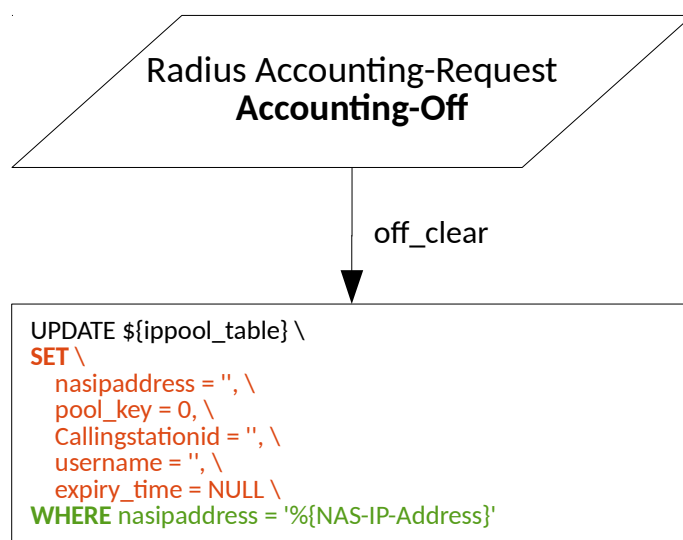 Radius Accounting-Request
Accounting-Off
off_clear
UPDATE ${ippool_table} \
SET \
nasipaddress = '', \
pool_key = 0, \
Callingstationid = '', \
username = '', \
expiry_time = NULL \
WHERE nasipaddress = '%{NAS-IP-Address}'